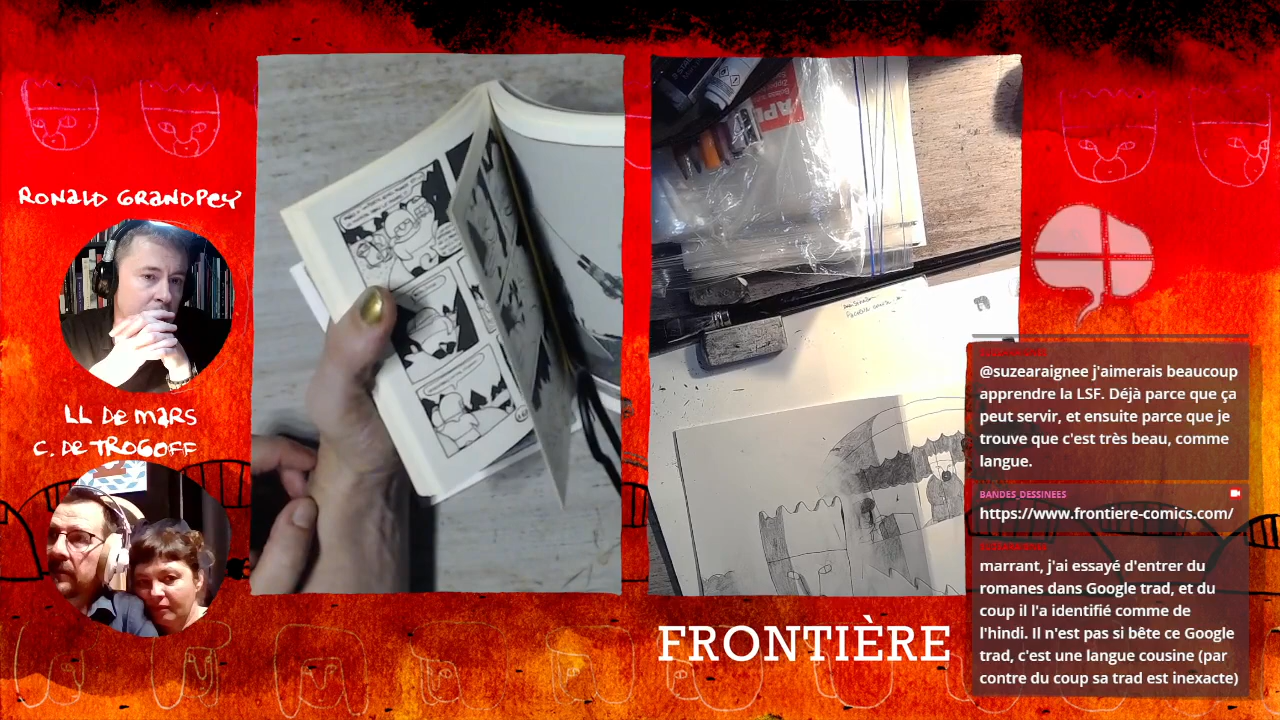 RONALD GRANDPEY
LL DE MARS
C. DE TROGOFF
FRONTIÈRE
@suzearaignee j'aimerais beaucoup
apprendre la LSF. Déjà parce que ça
peut servir, et ensuite parce que je
trouve que c'est très beau, comme
langue.
BANDES_DESSINEES
https://www.frontiere-comics.com/
marrant, j'ai essayé d'entrer du
romanes dans Google trad, et du
coup il l'a identifié comme de
l'hindi. Il n'est pas si bête ce Google
trad, c'est une langue cousine (par
contre du coup sa trad est inexacte)